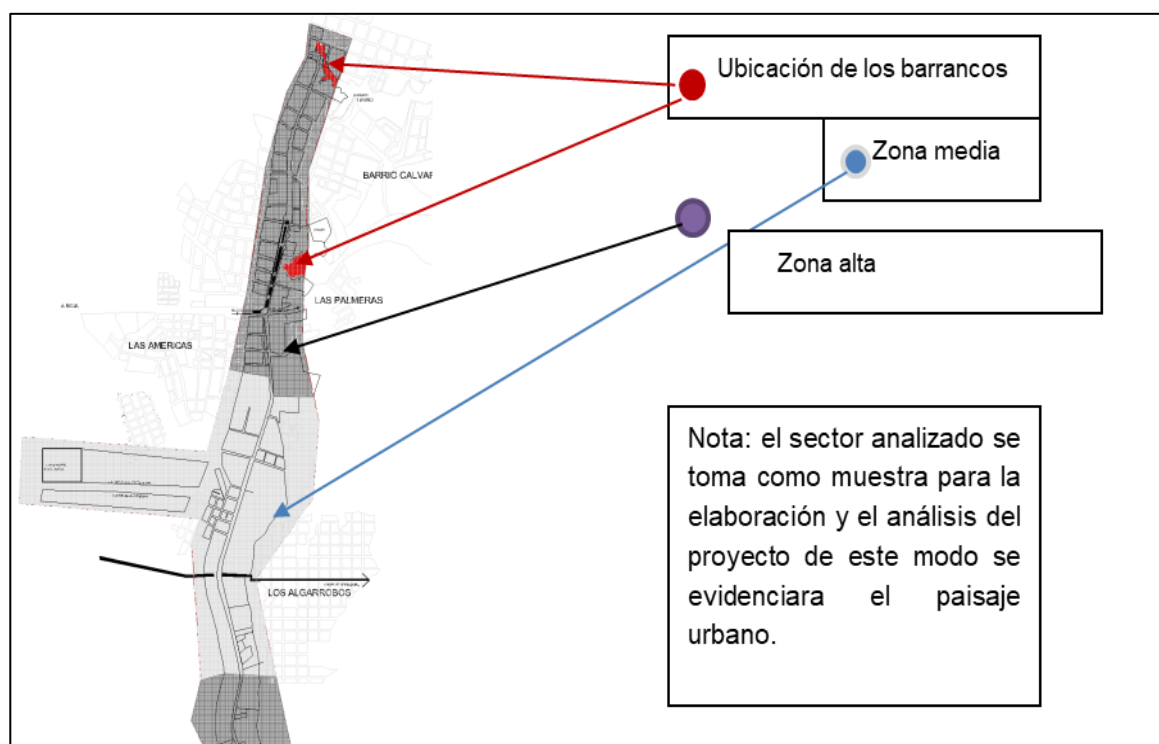 Ubicación de los barrancos
Zona media
Zona alta
BARRIO CALVAR
LAS PALMERAS
LAS AMERICAS
LOS ALGARROBOS
Nota: el sector analizado se
toma como muestra para la
elaboración y el análisis del
proyecto de este modo se
evidenciara el paisaje
urbano.